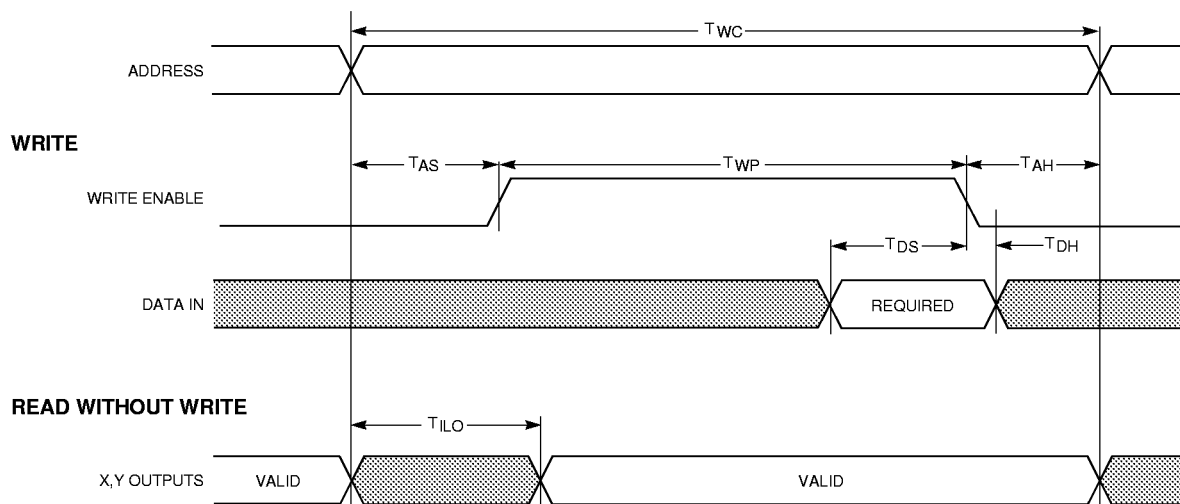 TWC
ADDRESS
WRITE
TAS TWP TAH
WRITE ENABLE
TDS TDH
DATA IN REQUIRED
READ WITHOUT WRITE
TILO
X,Y OUTPUTS VALID VALID